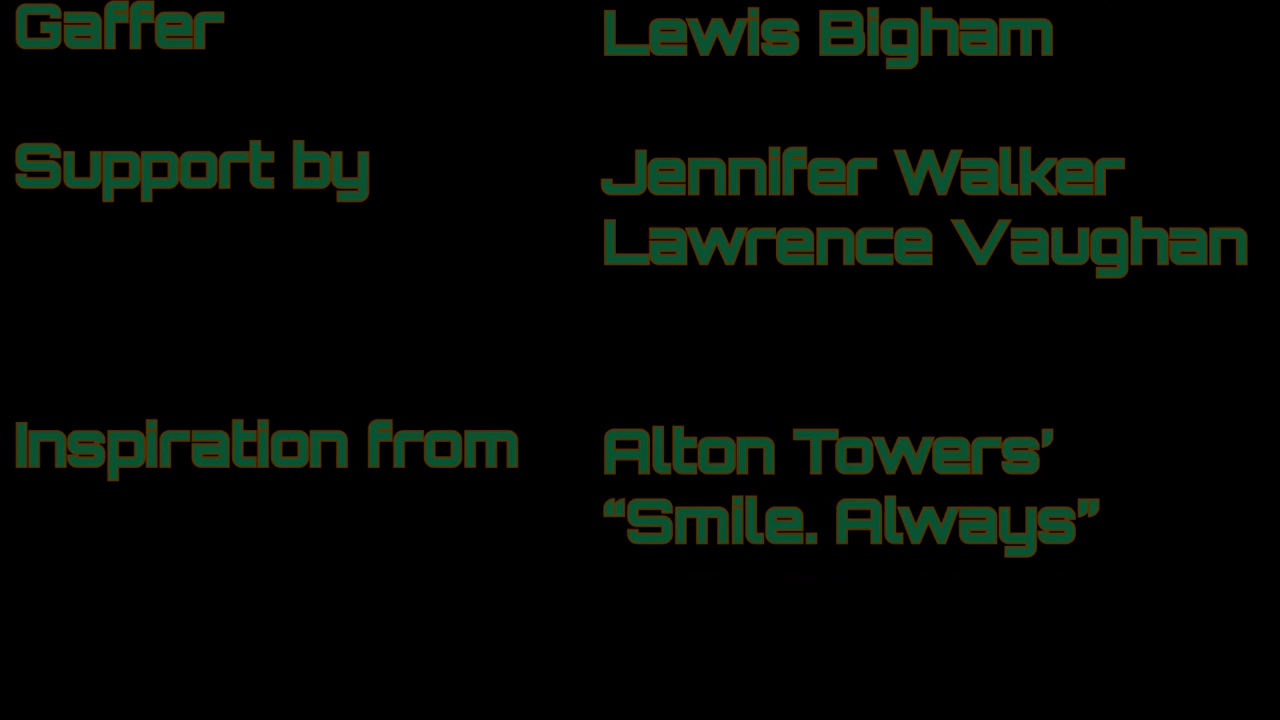 Gaffer Lewis Bigham
Support by Jennifer Walker
Lawrence Vaughan
Inspiration from Alton Towers’
“Smile. Always”